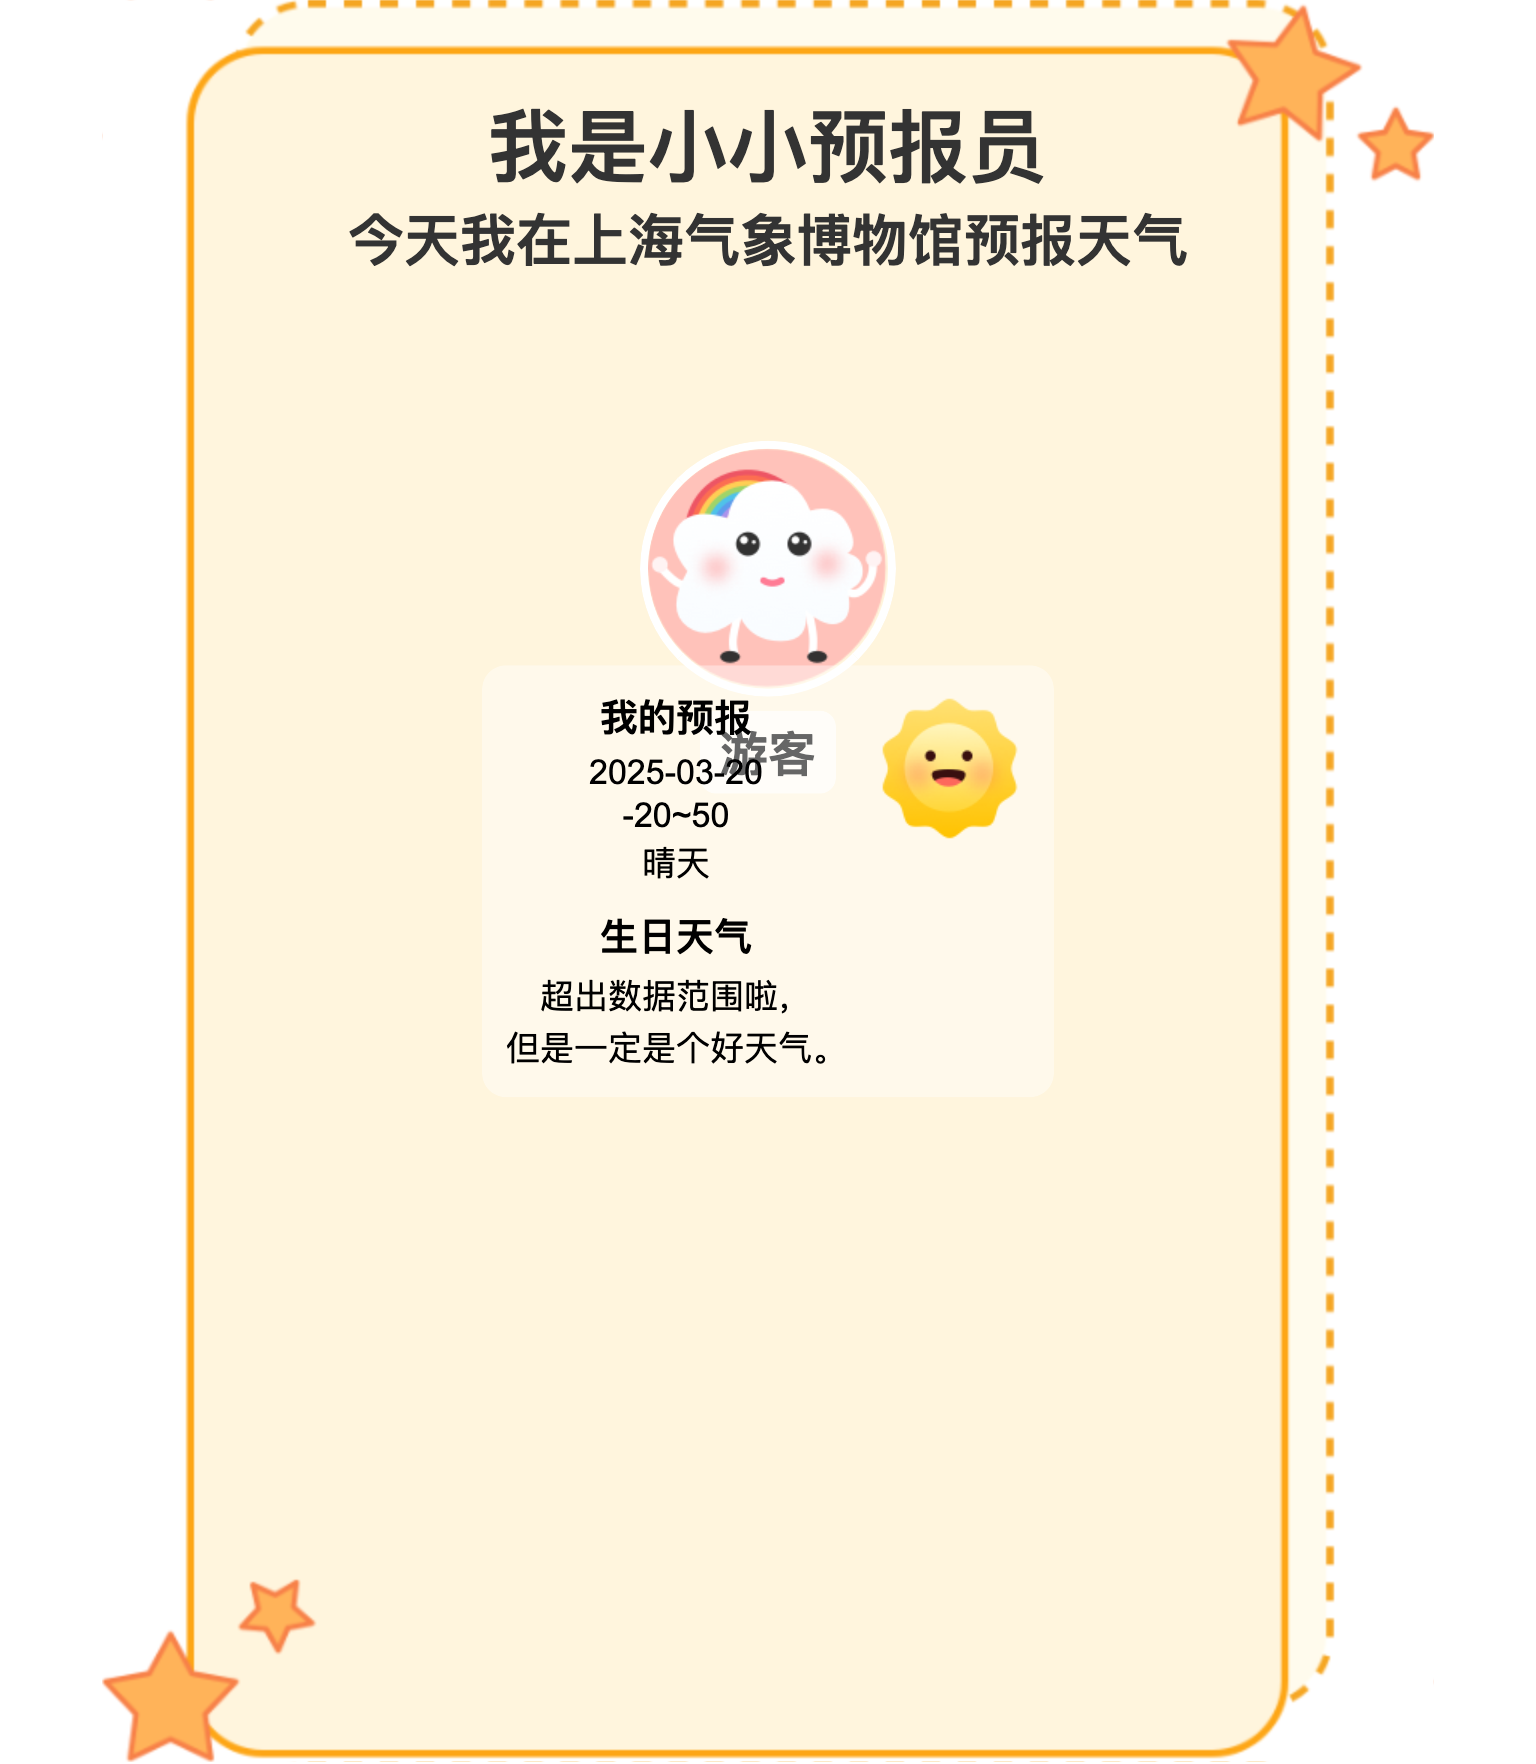 我是小小预报员
今天我在上海气象博物馆预报天气
我的预报
游客
2025-03-20
-20~50
晴天
生日天气
超出数据范围啦，
但是一定是个好天气。